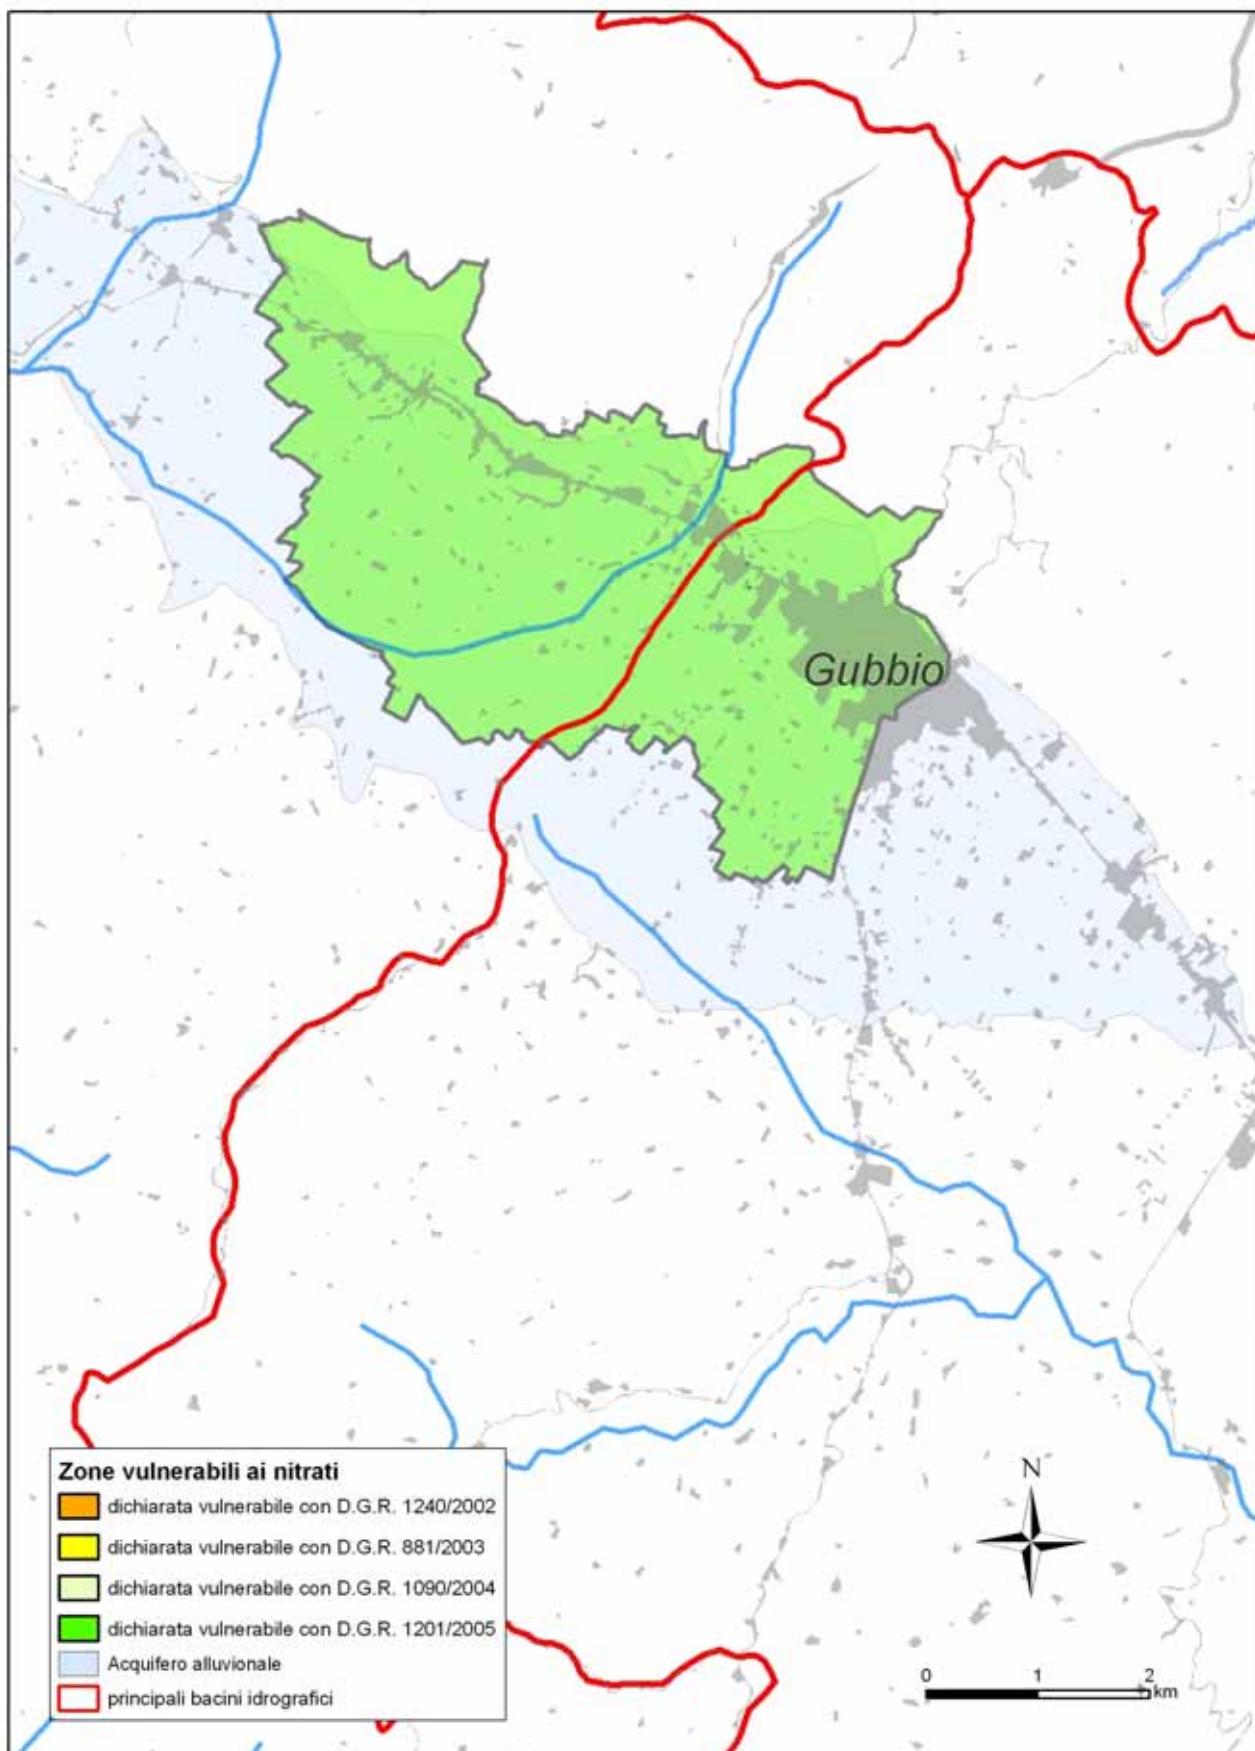 Gubbio
Zone vulnerabili ai nitrati
dichiarata vulnerabile con D.G.R. 1240/2002
dichiarata vulnerabile con D.G.R. 881/2003
dichiarata vulnerabile con D.G.R. 1090/2004
dichiarata vulnerabile con D.G.R. 1201/2005
Acquifero alluvionale
principali bacini idrografici
N
0 1 2
km